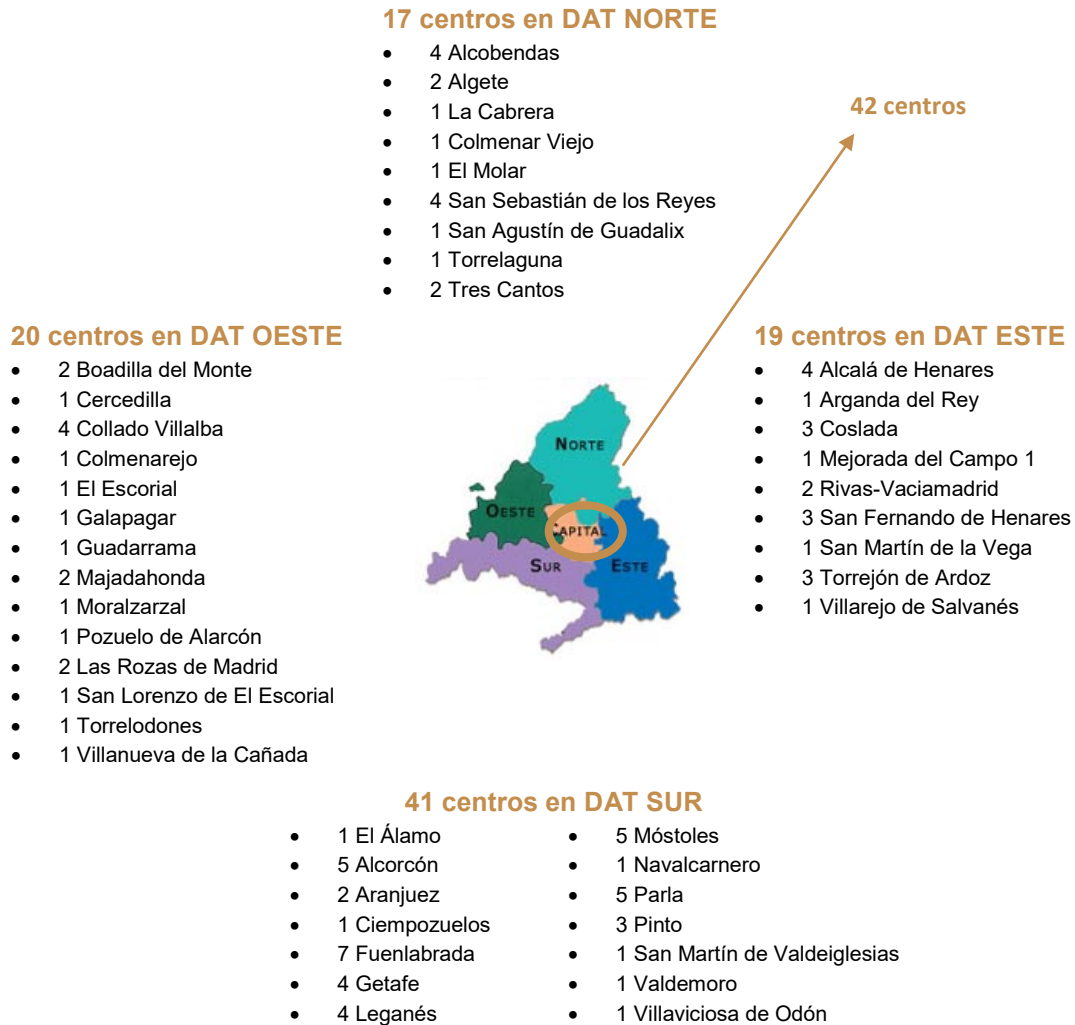 17 centros en DAT NORTE
• 4 Alcobendas
• 2 Algete
• 1 La Cabrera
• 1 Colmenar Viejo
• 1 El Molar
• 4 San Sebastián de los Reyes
• 1 San Agustín de Guadalix
• 1 Torrelaguna
• 2 Tres Cantos
42 centros
20 centros en DAT OESTE
• 2 Boadilla del Monte
• 1 Cercedilla
• 4 Collado Villalba
• 1 Colmenarejo
• 1 El Escorial
• 1 Galapagar
• 1 Guadarrama
• 2 Majadahonda
• 1 Moralzarzal
• 1 Pozuelo de Alarcón
• 2 Las Rozas de Madrid
• 1 San Lorenzo de El Escorial
• 1 Torrelodones
• 1 Villanueva de la Cañada
NORTE
OESTE
CAPITAL
SUR
ESTE
19 centros en DAT ESTE
• 4 Alcalá de Henares
• 1 Arganda del Rey
• 3 Coslada
• 1 Mejorada del Campo 1
• 2 Rivas-Vaciamadrid
• 3 San Fernando de Henares
• 1 San Martín de la Vega
• 3 Torrejón de Ardoz
• 1 Villarejo de Salvanés
41 centros en DAT SUR
• 1 El Álamo
• 5 Alcorcón
• 2 Aranjuez
• 1 Ciempozuelos
• 7 Fuenlabrada
• 4 Getafe
• 4 Leganés
• 5 Móstoles
• 1 Navalcarnero
• 5 Parla
• 3 Pinto
• 1 San Martín de Valdeiglesias
• 1 Valdemoro
• 1 Villaviciosa de Odón